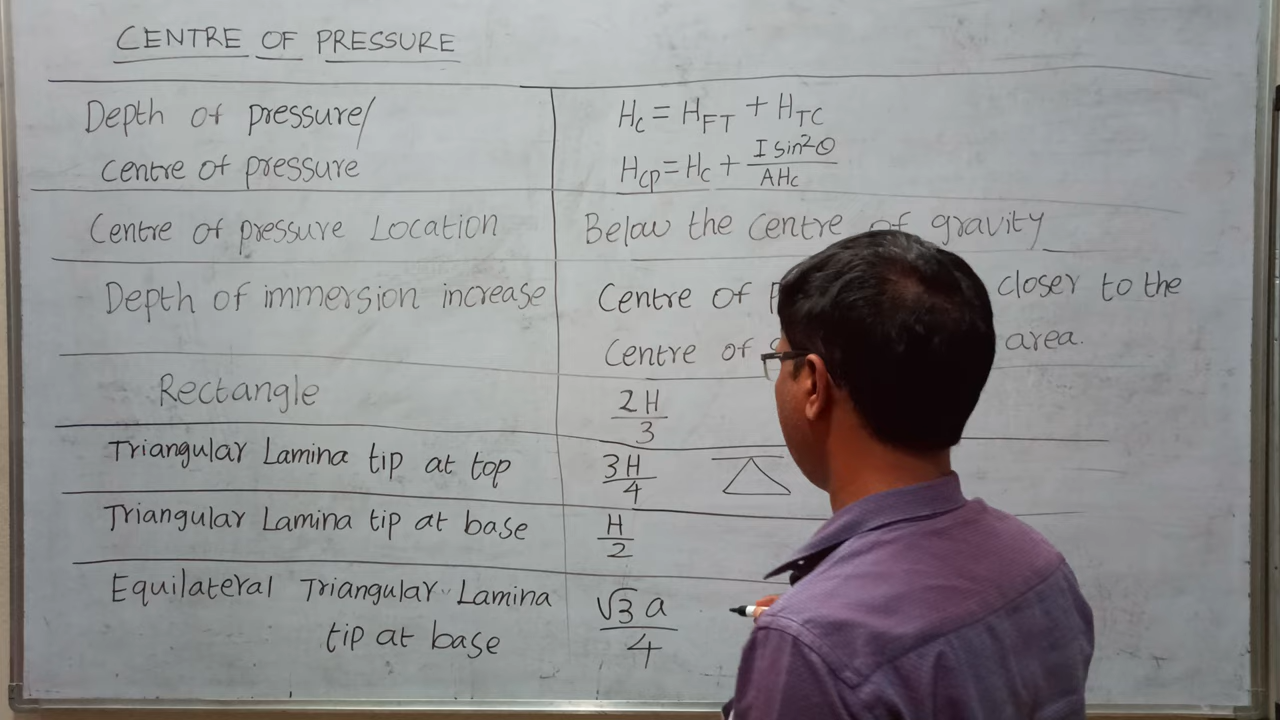 CENTRE OF PRESSURE
Depth of pressure/
centre of pressure
H_C = H_FT + H_TC
H_CP = H_C + I sin²θ / AH_C
Centre of pressure Location
Below the centre of gravity
Depth of immersion increase
Centre of closer to the
Centre of area.
Rectangle
2H/3
Triangular Lamina tip at top
3H/4
Triangular Lamina tip at base
H/2
Equilateral Triangular Lamina
tip at base
√3 a/4